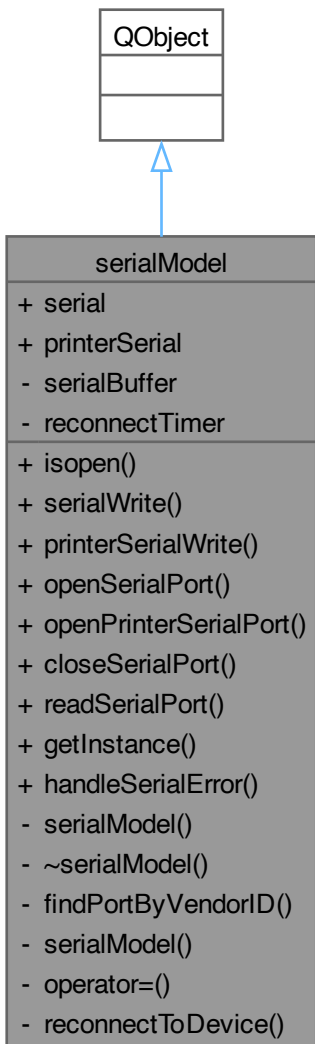 QObject
serialModel
+ serial
+ printerSerial
- serialBuffer
- reconnectTimer
+ isopen()
+ serialWrite()
+ printerSerialWrite()
+ openSerialPort()
+ openPrinterSerialPort()
+ closeSerialPort()
+ readSerialPort()
+ getInstance()
+ handleSerialError()
- serialModel()
- ~serialModel()
- findPortByVendorID()
- serialModel()
- operator=()
- reconnectToDevice()